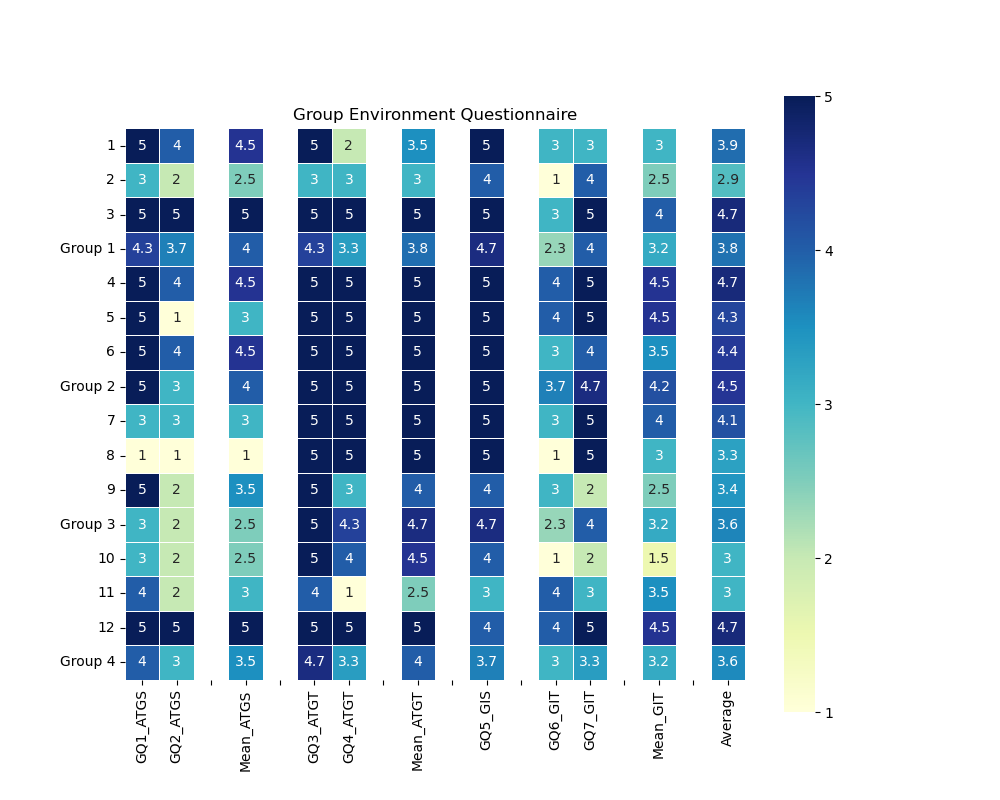 Group Environment Questionnaire
1 5 4 4.5 5 2 3.5 5 3 3 3 3.9
2 3 2 2.5 3 3 3 4 1 4 2.5 2.9
3 5 5 5 5 5 5 5 3 5 4 4.7
Group 1 4.3 3.7 4 4.3 3.3 3.8 4.7 2.3 4 3.2 3.8
4 5 4 4.5 5 5 5 5 4 5 4.5 4.7
5 5 1 3 5 5 5 5 4 5 4.5 4.3
6 5 4 4.5 5 5 5 5 3 4 3.5 4.4
Group 2 5 3 4 5 5 5 5 3.7 4.7 4.2 4.5
7 3 3 3 5 5 5 5 3 5 4 4.1
8 1 1 1 5 5 5 5 1 5 3 3.3
9 5 2 3.5 5 3 4 4 3 2 2.5 3.4
Group 3 3 2 2.5 5 4.3 4.7 4.7 2.3 4 3.2 3.6
10 3 2 2.5 5 4 4.5 4 1 2 1.5 3
11 4 2 3 4 1 2.5 3 4 3 3.5 3
12 5 5 5 5 5 5 4 4 5 4.5 4.7
Group 4 4 3 3.5 4.7 3.3 4 3.7 3 3.3 3.2 3.6
GQ1_ATGS GQ2_ATGS Mean_ATGS GQ3_ATGT GQ4_ATGT Mean_ATGT GQ5_GIS GQ6_GIT GQ7_GIT Mean_GIT Average
5
4
3
2
1